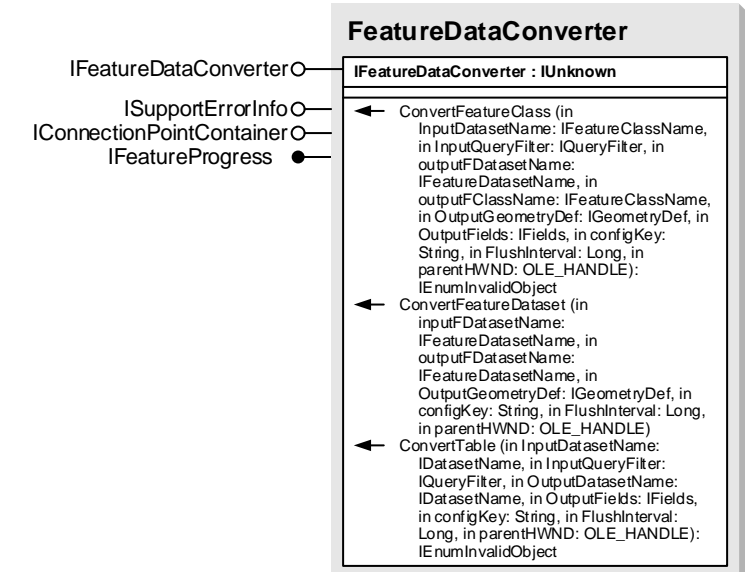 FeatureDataConverter
IFeatureDataConverter
IFeatureDataConverter : IUnknown
ISupportErrorInfo
IConnectionPointContainer
IFeatureProgress
ConvertFeatureClass (in
InputDatasetName: IFeatureClassName,
in InputQueryFilter: IQueryFilter, in
outputFDatasetName:
IFeatureDatasetName, in
outputFClassName: IFeatureClassName,
in OutputGeometryDef: IGeometryDef, in
OutputFields: IFields, in configKey:
String, in FlushInterval: Long, in
parentHWND: OLE_HANDLE):
IEnumInvalidObject
ConvertFeatureDataset (in
inputFDatasetName:
IFeatureDatasetName, in
outputFDatasetName:
IFeatureDatasetName, in
OutputGeometryDef: IGeometryDef, in
configKey: String, in FlushInterval: Long,
in parentHWND: OLE_HANDLE)
ConvertTable (in InputDatasetName:
IDatasetName, in InputQueryFilter:
IQueryFilter, in OutputDatasetName:
IDatasetName, in OutputFields: IFields,
in configKey: String, in FlushInterval:
Long, in parentHWND: OLE_HANDLE):
IEnumInvalidObject